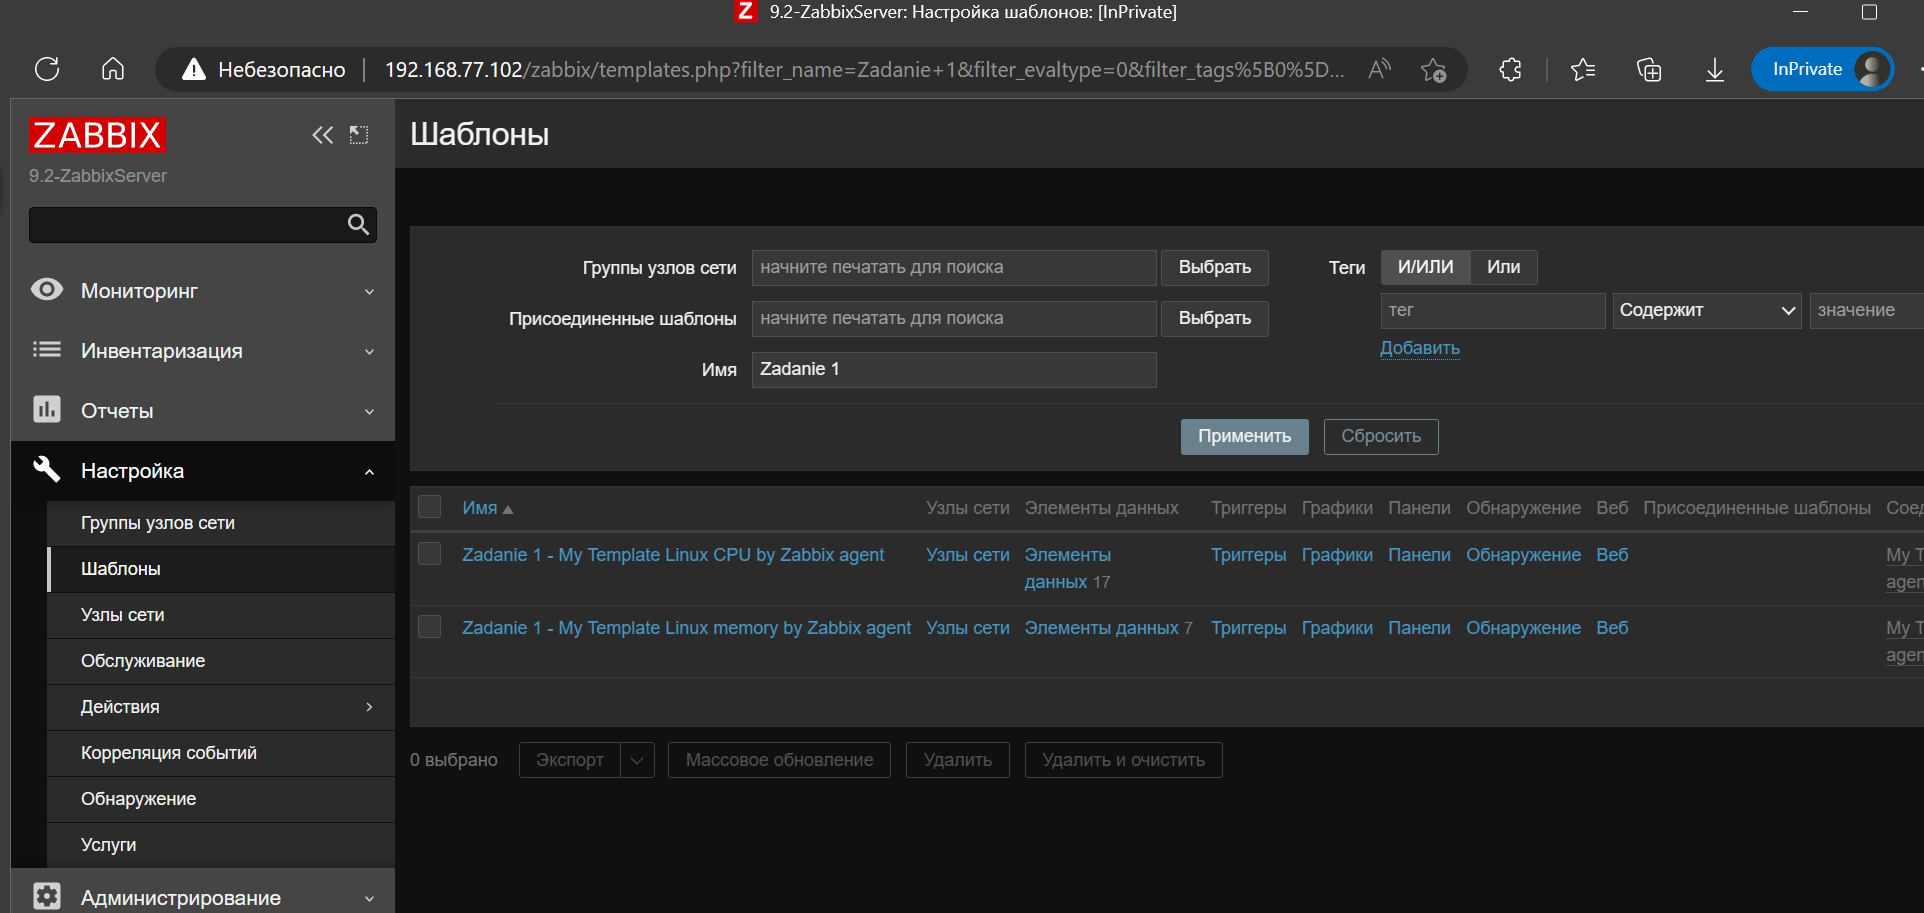 Z 9.2-ZabbixServer: Настройка шаблонов: [InPrivate]
Небезопасно 192.168.77.102/zabbix/templates.php?filter_name=Zadanie+1&filter_evaltype=0&filter_tags%5B0%5D... InPrivate
ZABBIX
9.2-ZabbixServer
Мониторинг
Инвентаризация
Отчеты
Настройка
Группы узлов сети
Шаблоны
Узлы сети
Обслуживание
Действия
Корреляция событий
Обнаружение
Услуги
Администрирование
Шаблоны
Группы узлов сети начните печатать для поиска Выбрать
Присоединенные шаблоны начните печатать для поиска Выбрать
Имя Zadanie 1
Теги И/ИЛИ Или
тег Содержит значение
Добавить
Применить Сбросить
Имя Узлы сети Элементы данных Триггеры Графики Панели Обнаружение Веб Присоединенные шаблоны Соед
Zadanie 1 - My Template Linux CPU by Zabbix agent Узлы сети Элементы Триггеры Графики Панели Обнаружение Веб My T
данных 17 agen
Zadanie 1 - My Template Linux memory by Zabbix agent Узлы сети Элементы данных 7 Триггеры Графики Панели Обнаружение Веб My T
agen
0 выбрано Экспорт Массовое обновление Удалить Удалить и очистить